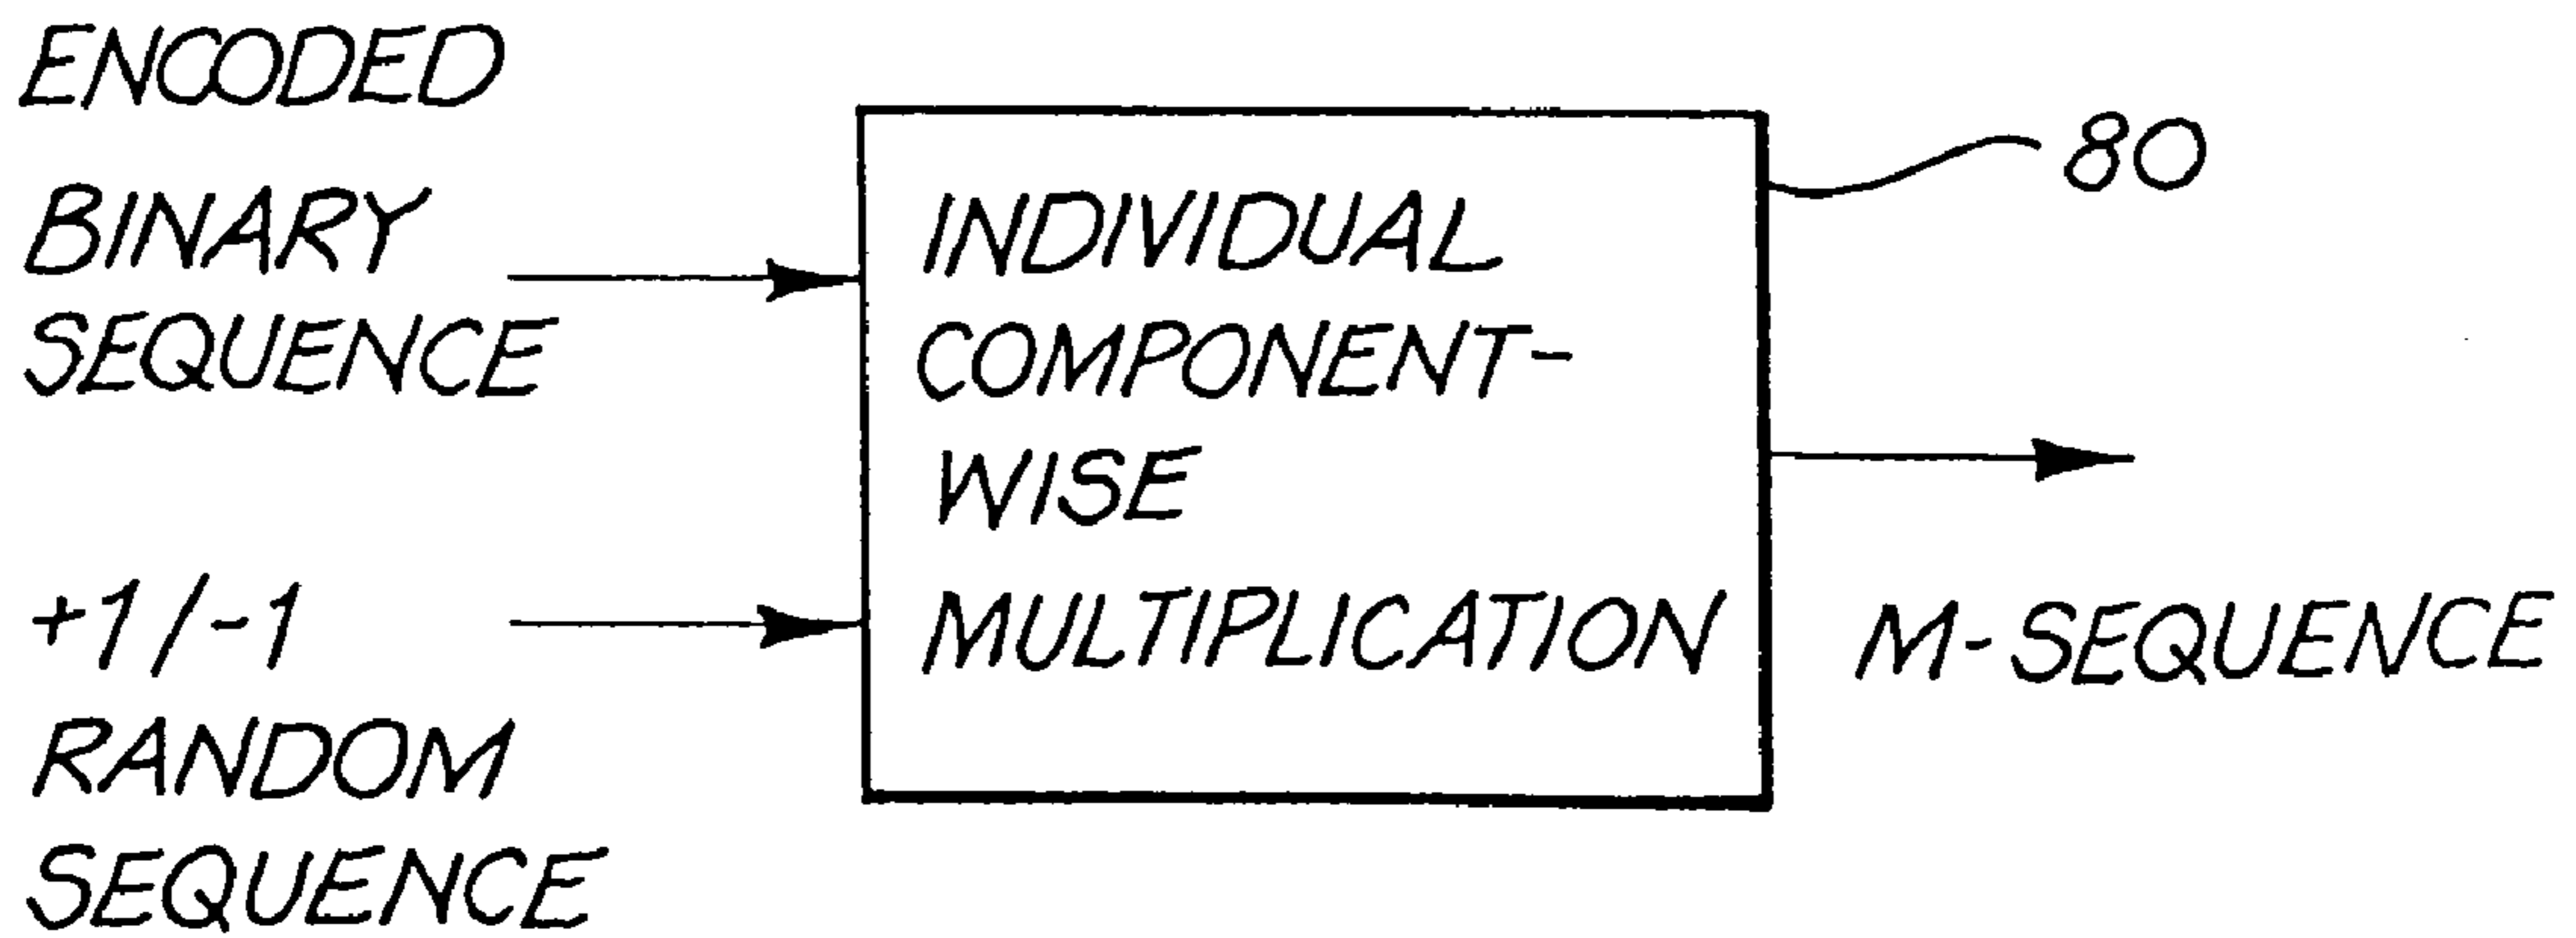 ENCODED
BINARY
SEQUENCE
+1/-1
RANDOM
SEQUENCE
INDIVIDUAL
COMPONENT-
WISE
MULTIPLICATION
80
M-SEQUENCE